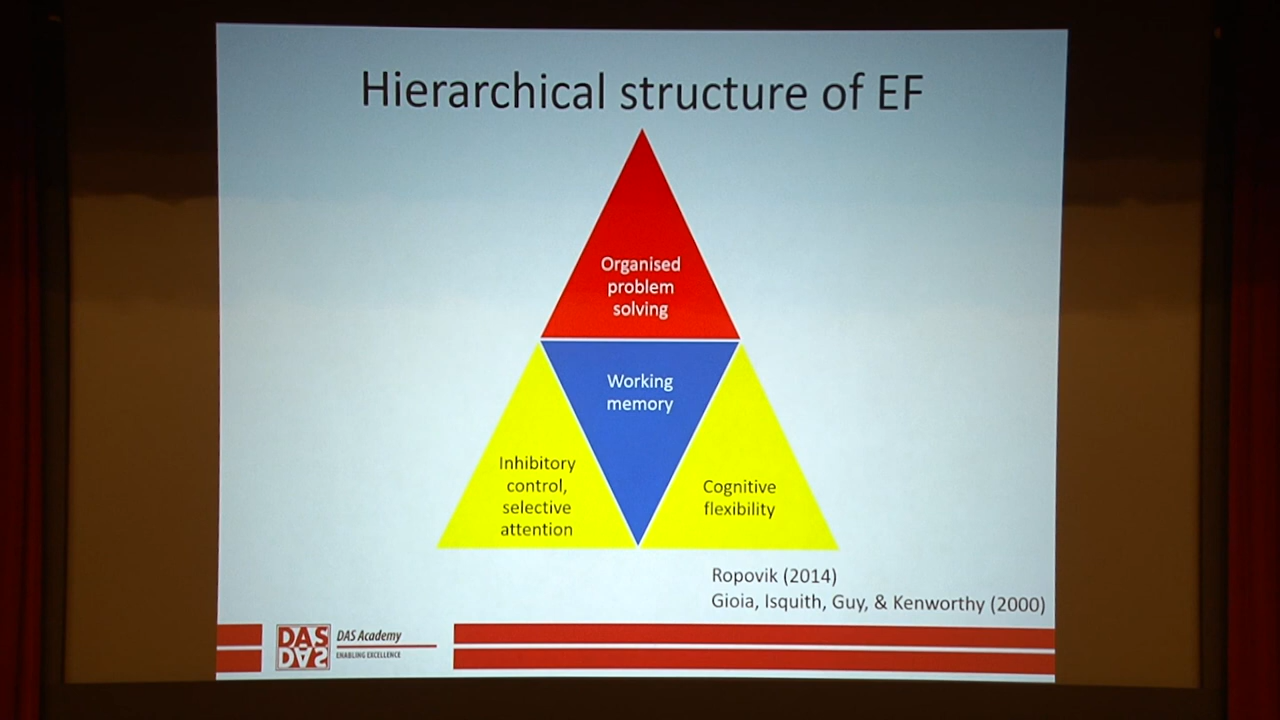 Hierarchical structure of EF
Organised
problem
solving
Working
memory
Inhibitory
control,
selective
attention
Cognitive
flexibility
Ropovik (2014)
Gioia, Isquith, Guy, & Kenworthy (2000)
DAS
DAS
DAS Academy
ENABLING EXCELLENCE